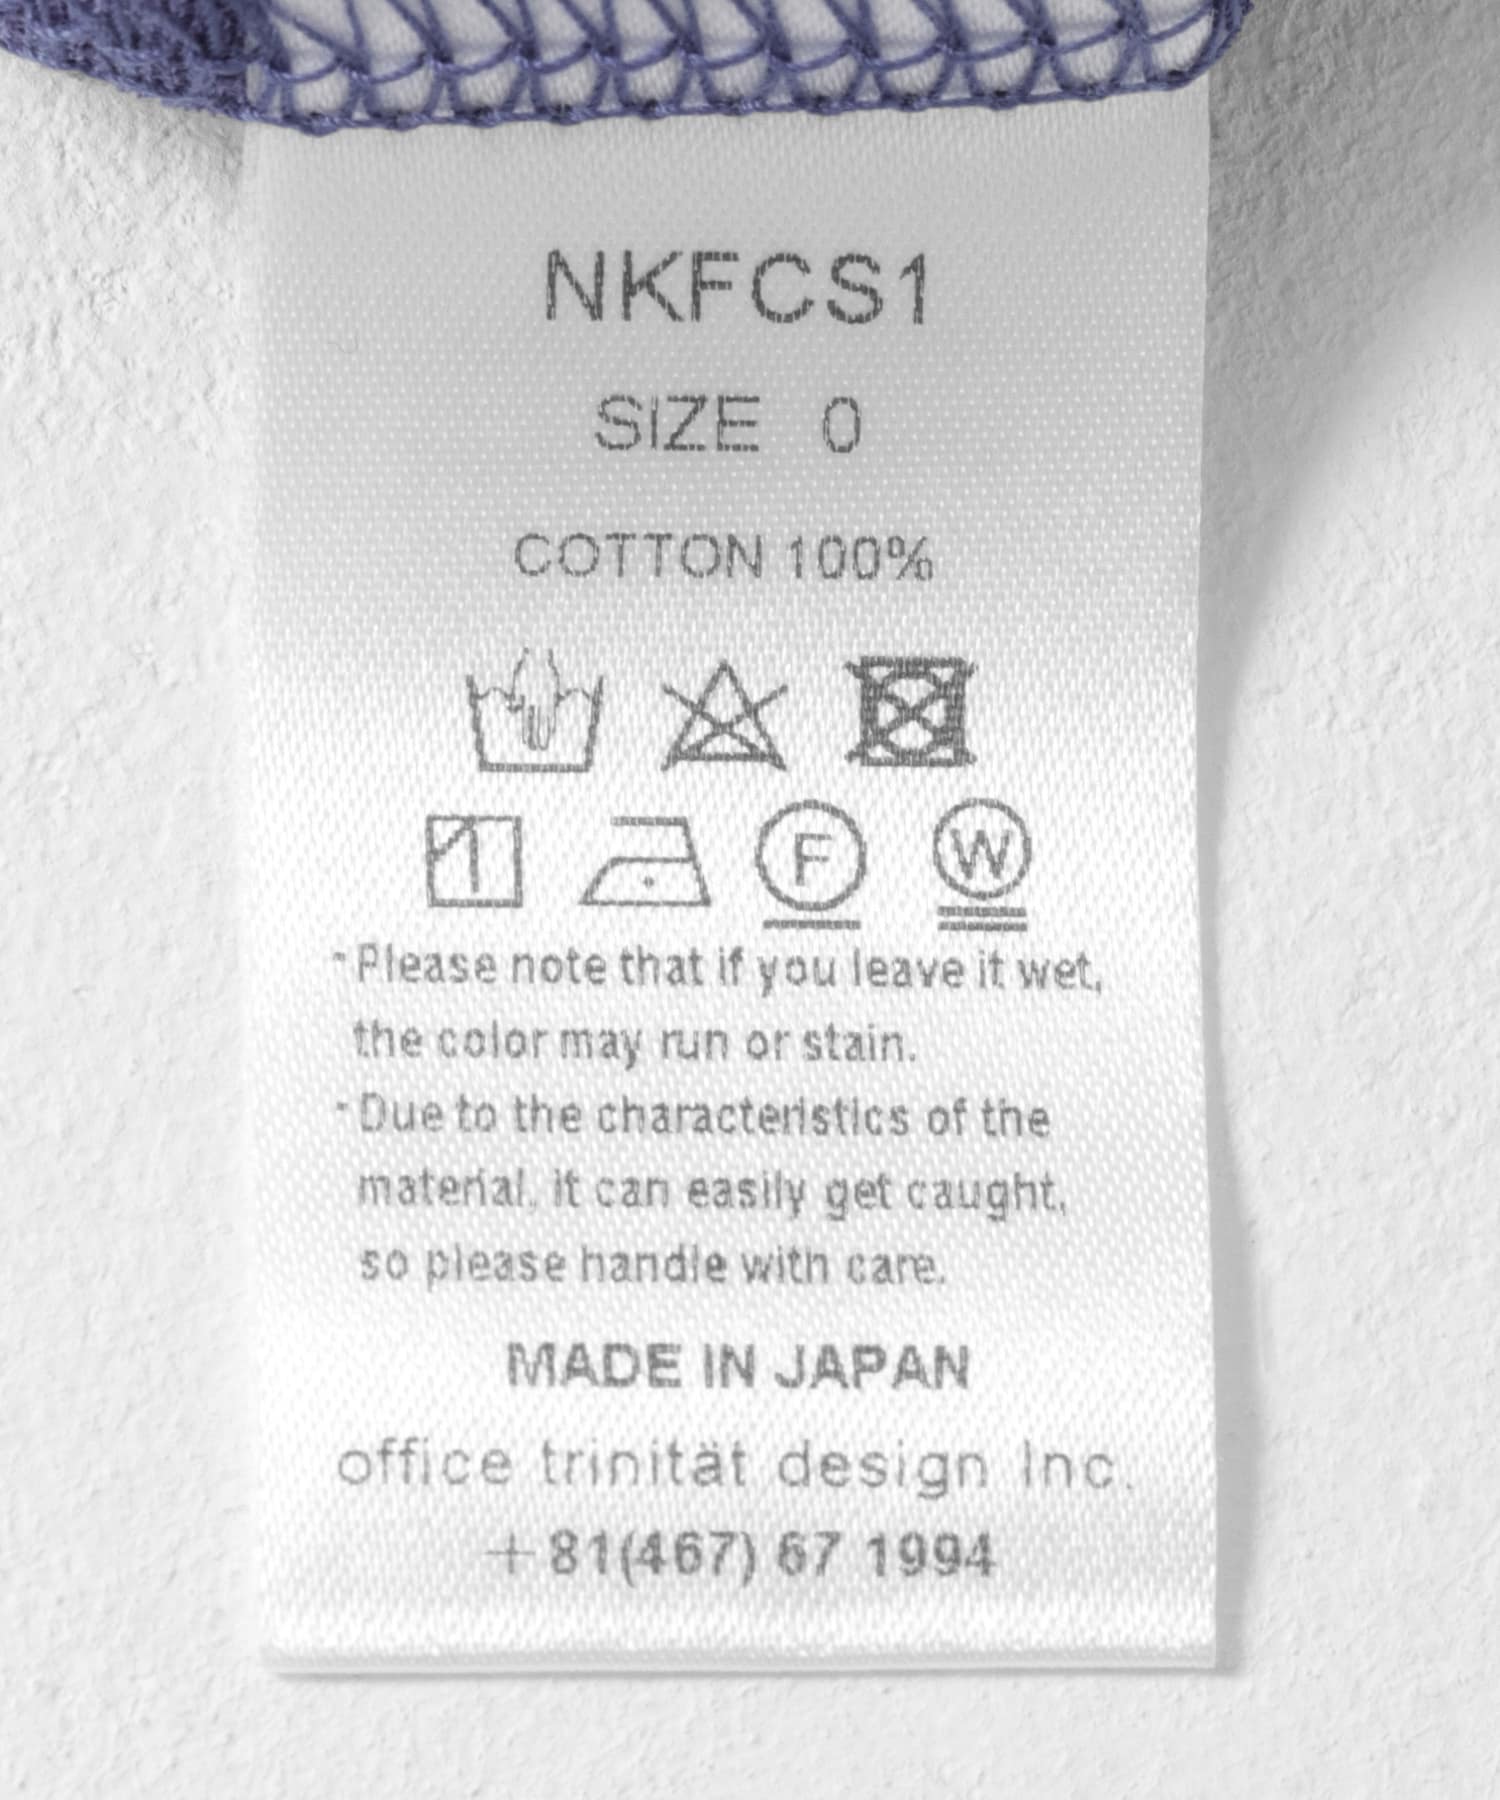 NKFCS1
SIZE 0
COTTON 100%
F W
-Please note that if you leave it wet,
the color may run or stain.
-Due to the characteristics of the
material, it can easily get caught,
so please handle with care.
MADE IN JAPAN
office trinität design Inc.
+81(467) 67 1994